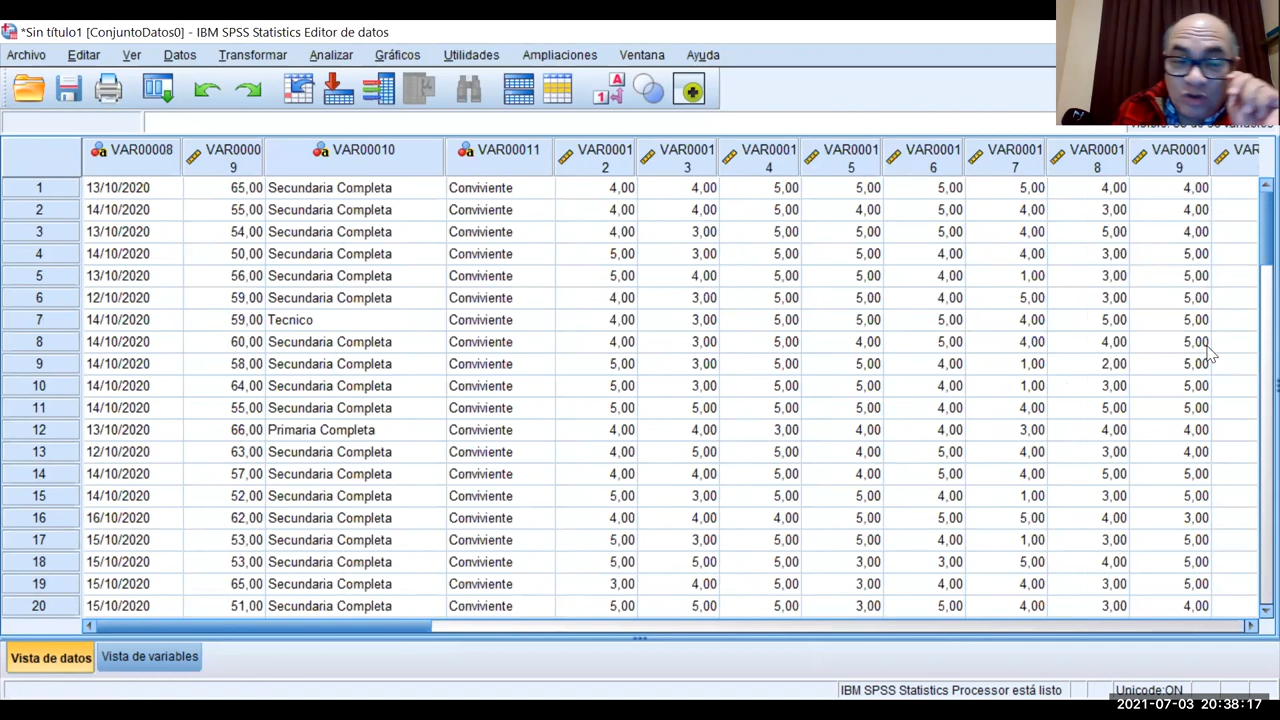 *Sin título1 [ConjuntoDatos0] - IBM SPSS Statistics Editor de datos
Archivo Editar Ver Datos Transformar Analizar Gráficos Utilidades Ampliaciones Ventana Ayuda
VAR00008 VAR00009 VAR00010 VAR00011 VAR00012 VAR00013 VAR00014 VAR00015 VAR00016 VAR00017 VAR00018 VAR00019 VAR
1 13/10/2020 65,00 Secundaria Completa Conviviente 4,00 4,00 5,00 5,00 5,00 5,00 4,00 4,00
2 14/10/2020 55,00 Secundaria Completa Conviviente 4,00 4,00 5,00 4,00 5,00 4,00 3,00 4,00
3 13/10/2020 54,00 Secundaria Completa Conviviente 4,00 3,00 5,00 5,00 5,00 4,00 5,00 5,00
4 14/10/2020 50,00 Secundaria Completa Conviviente 5,00 3,00 5,00 5,00 4,00 4,00 3,00 5,00
5 13/10/2020 56,00 Secundaria Completa Conviviente 5,00 4,00 5,00 5,00 4,00 1,00 3,00 5,00
6 12/10/2020 59,00 Secundaria Completa Conviviente 4,00 3,00 5,00 4,00 4,00 5,00 3,00 5,00
7 14/10/2020 59,00 Tecnico Conviviente 4,00 3,00 5,00 5,00 5,00 4,00 5,00 5,00
8 14/10/2020 60,00 Secundaria Completa Conviviente 4,00 3,00 5,00 4,00 5,00 4,00 4,00 5,00
9 14/10/2020 58,00 Secundaria Completa Conviviente 5,00 3,00 5,00 5,00 4,00 1,00 2,00 5,00
10 14/10/2020 64,00 Secundaria Completa Conviviente 5,00 3,00 5,00 5,00 4,00 1,00 3,00 5,00
11 14/10/2020 55,00 Secundaria Completa Conviviente 5,00 5,00 5,00 5,00 4,00 4,00 5,00 5,00
12 13/10/2020 66,00 Primaria Completa Conviviente 4,00 4,00 3,00 4,00 4,00 3,00 4,00 4,00
13 12/10/2020 63,00 Secundaria Completa Conviviente 4,00 5,00 5,00 4,00 5,00 5,00 3,00 4,00
14 14/10/2020 57,00 Secundaria Completa Conviviente 4,00 4,00 5,00 4,00 5,00 4,00 4,00 5,00
15 14/10/2020 52,00 Secundaria Completa Conviviente 5,00 3,00 5,00 5,00 4,00 1,00 3,00 5,00
16 16/10/2020 62,00 Secundaria Completa Conviviente 4,00 4,00 4,00 5,00 5,00 5,00 4,00 3,00
17 15/10/2020 53,00 Secundaria Completa Conviviente 5,00 3,00 5,00 5,00 4,00 1,00 3,00 5,00
18 15/10/2020 53,00 Secundaria Completa Conviviente 5,00 5,00 5,00 3,00 3,00 5,00 3,00 5,00
19 15/10/2020 65,00 Secundaria Completa Conviviente 3,00 4,00 5,00 5,00 4,00 4,00 3,00 5,00
20 15/10/2020 51,00 Secundaria Completa Conviviente 5,00 5,00 5,00 3,00 5,00 4,00 3,00 4,00
Vista de datos Vista de variables
IBM SPSS Statistics Processor está listo Unicode:ON
2021-07-03 20:38:17